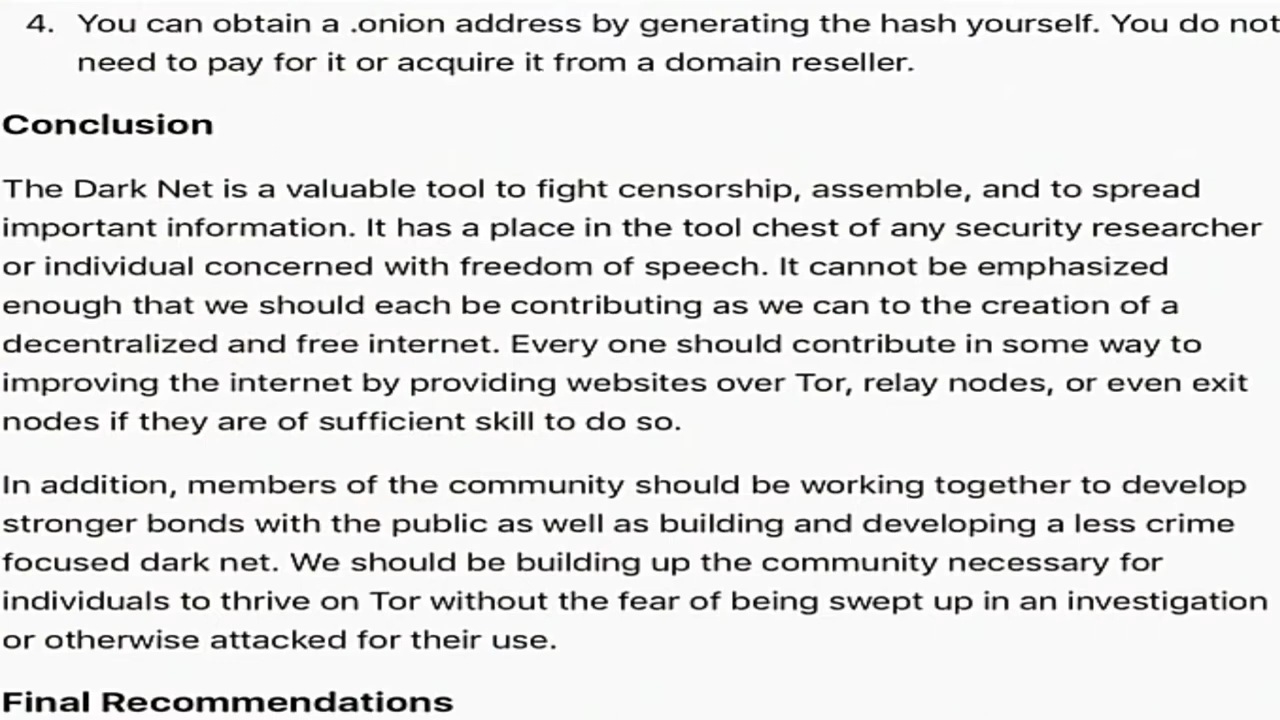 4. You can obtain a .onion address by generating the hash yourself. You do not
need to pay for it or acquire it from a domain reseller.
Conclusion
The Dark Net is a valuable tool to fight censorship, assemble, and to spread
important information. It has a place in the tool chest of any security researcher
or individual concerned with freedom of speech. It cannot be emphasized
enough that we should each be contributing as we can to the creation of a
decentralized and free internet. Every one should contribute in some way to
improving the internet by providing websites over Tor, relay nodes, or even exit
nodes if they are of sufficient skill to do so.
In addition, members of the community should be working together to develop
stronger bonds with the public as well as building and developing a less crime
focused dark net. We should be building up the community necessary for
individuals to thrive on Tor without the fear of being swept up in an investigation
or otherwise attacked for their use.
Final Recommendations